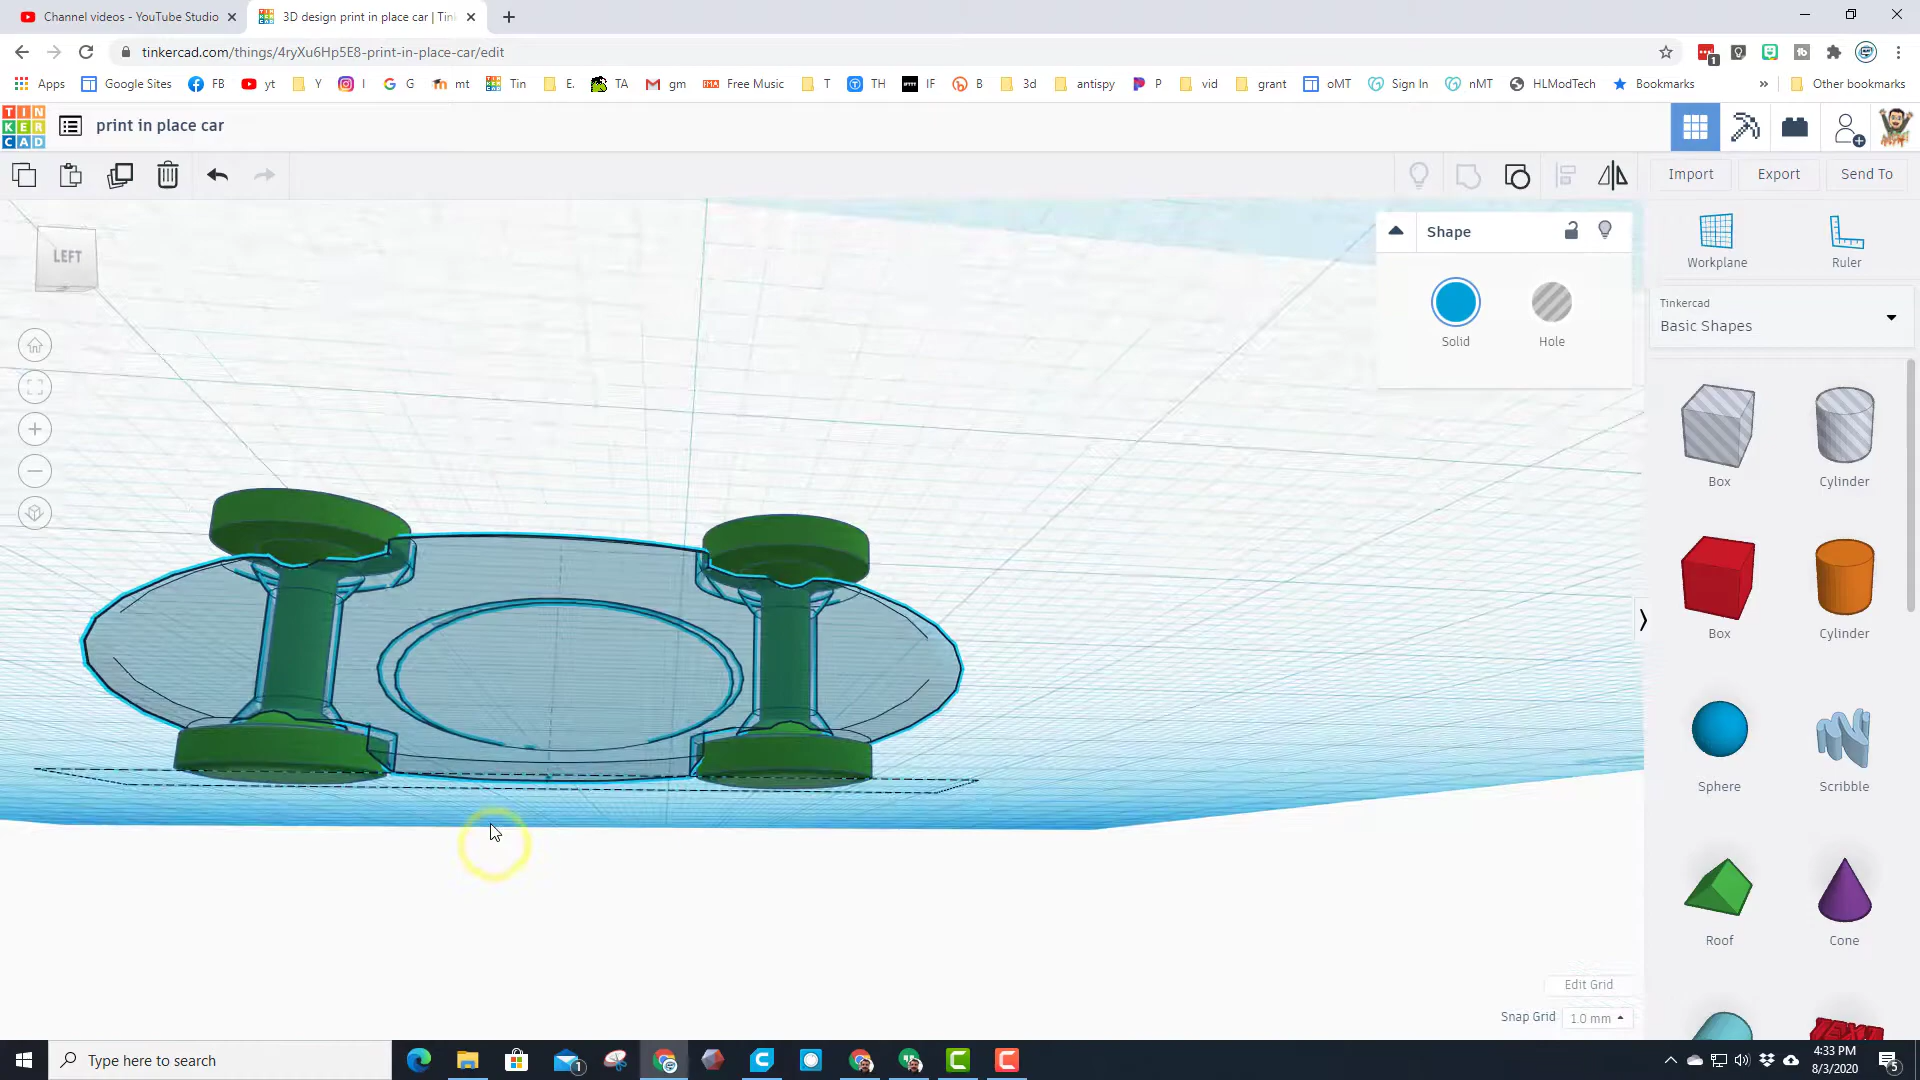 Channel videos - YouTube Studio
3D design print in place car | Tink
tinkercad.com/things/4ryXu6Hp5E8-print-in-place-car/edit
Apps Google Sites FB yt Y I G mt Tin E. TA gm Free Music T TH IF B 3d antispy P vid grant oMT Sign In nMT HLModTech Bookmarks » Other bookmarks
TIN
KER
CAD
print in place car
Import Export Send To
LEFT
Shape
Solid Hole
Workplane Ruler
Tinkercad
Basic Shapes
Box Cylinder
Box Cylinder
Sphere Scribble
Roof Cone
TEXT
Edit Grid
Snap Grid 1.0 mm
Type here to search
1
4:33 PM
8/3/2020
5